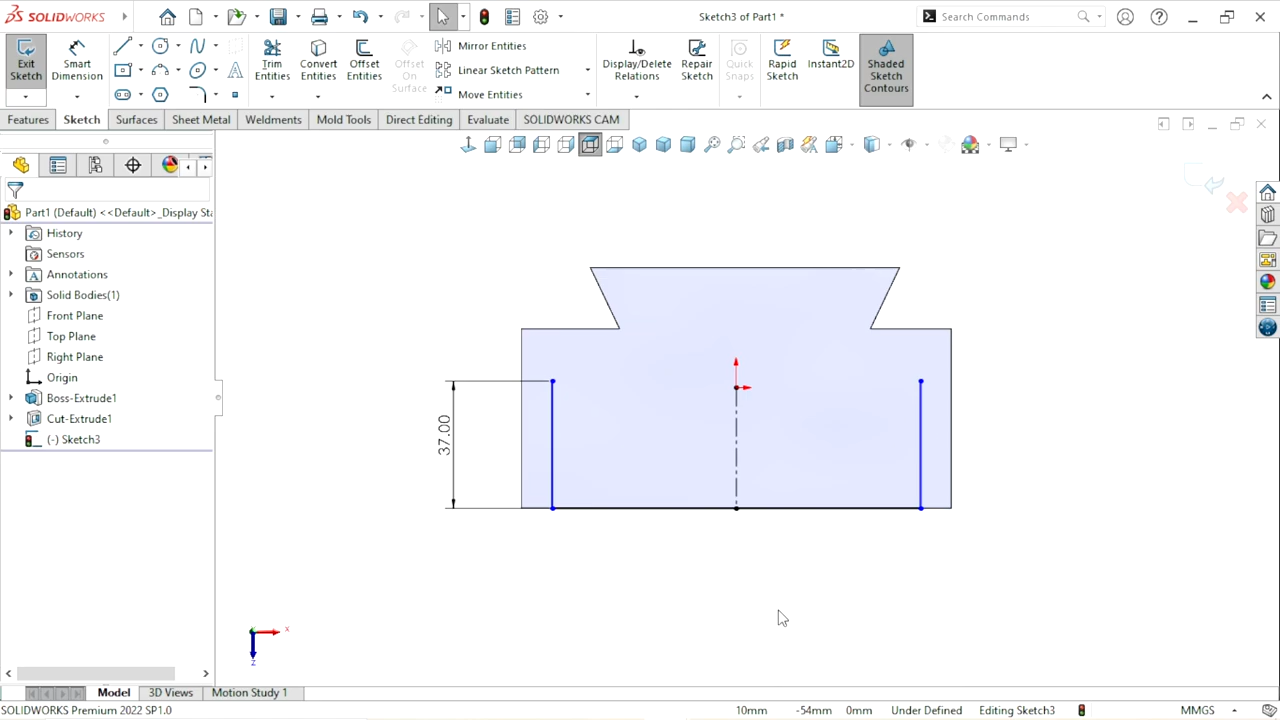 SOLIDWORKS
Sketch3 of Part1 *
Search Commands
Exit Sketch
Smart Dimension
Trim Entities
Convert Entities
Offset Entities
Offset On Surface
Mirror Entities
Linear Sketch Pattern
Move Entities
Display/Delete Relations
Repair Sketch
Quick Snaps
Rapid Sketch
Instant2D
Shaded Sketch Contours
Features
Sketch
Surfaces
Sheet Metal
Weldments
Mold Tools
Direct Editing
Evaluate
SOLIDWORKS CAM
Part1 (Default) <<Default>_Display Sta
History
Sensors
Annotations
Solid Bodies(1)
Front Plane
Top Plane
Right Plane
Origin
Boss-Extrude1
Cut-Extrude1
(-) Sketch3
37.00
x
z
Model
3D Views
Motion Study 1
SOLIDWORKS Premium 2022 SP1.0
10mm
-54mm
0mm
Under Defined
Editing Sketch3
MMGS